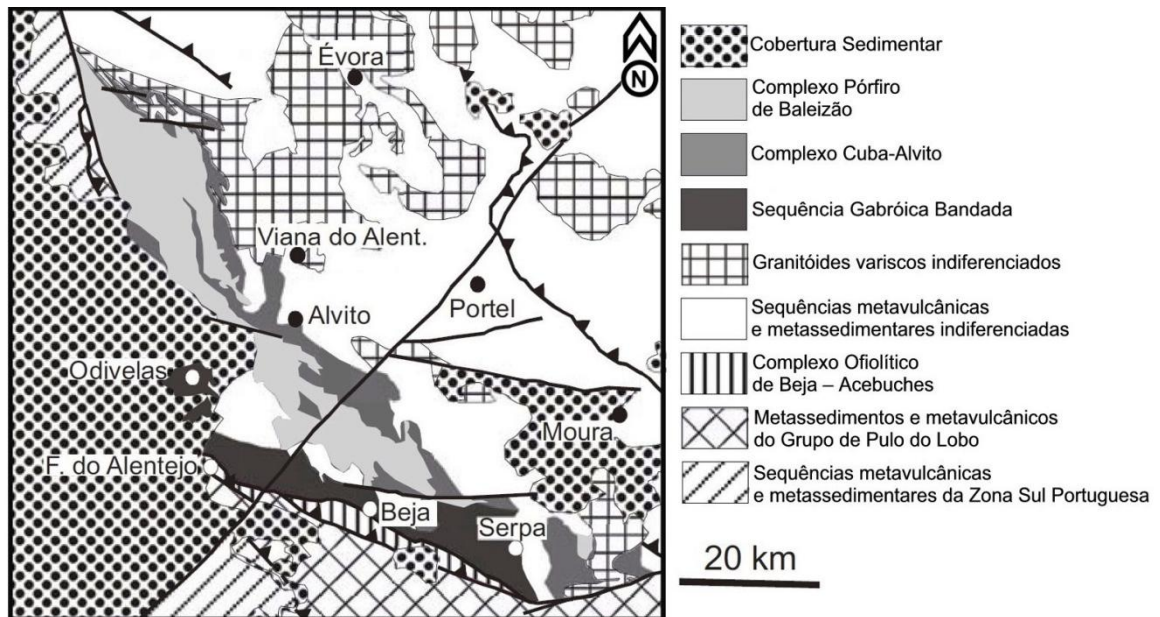 Évora
N
Viana do Alent.
Alvito
Portel
Odivelas
Moura
F. do Alentejo
Beja
Serpa
Cobertura Sedimentar
Complexo Pórfiro
de Baleizão
Complexo Cuba-Alvito
Sequência Gabróica Bandada
Granitóides variscos indiferenciados
Sequências metavulcânicas
e metassedimentares indiferenciadas
Complexo Ofiolítico
de Beja – Acebuches
Metassedimentos e metavulcânicos
do Grupo de Pulo do Lobo
Sequências metavulcânicas
e metassedimentares da Zona Sul Portuguesa
20 km